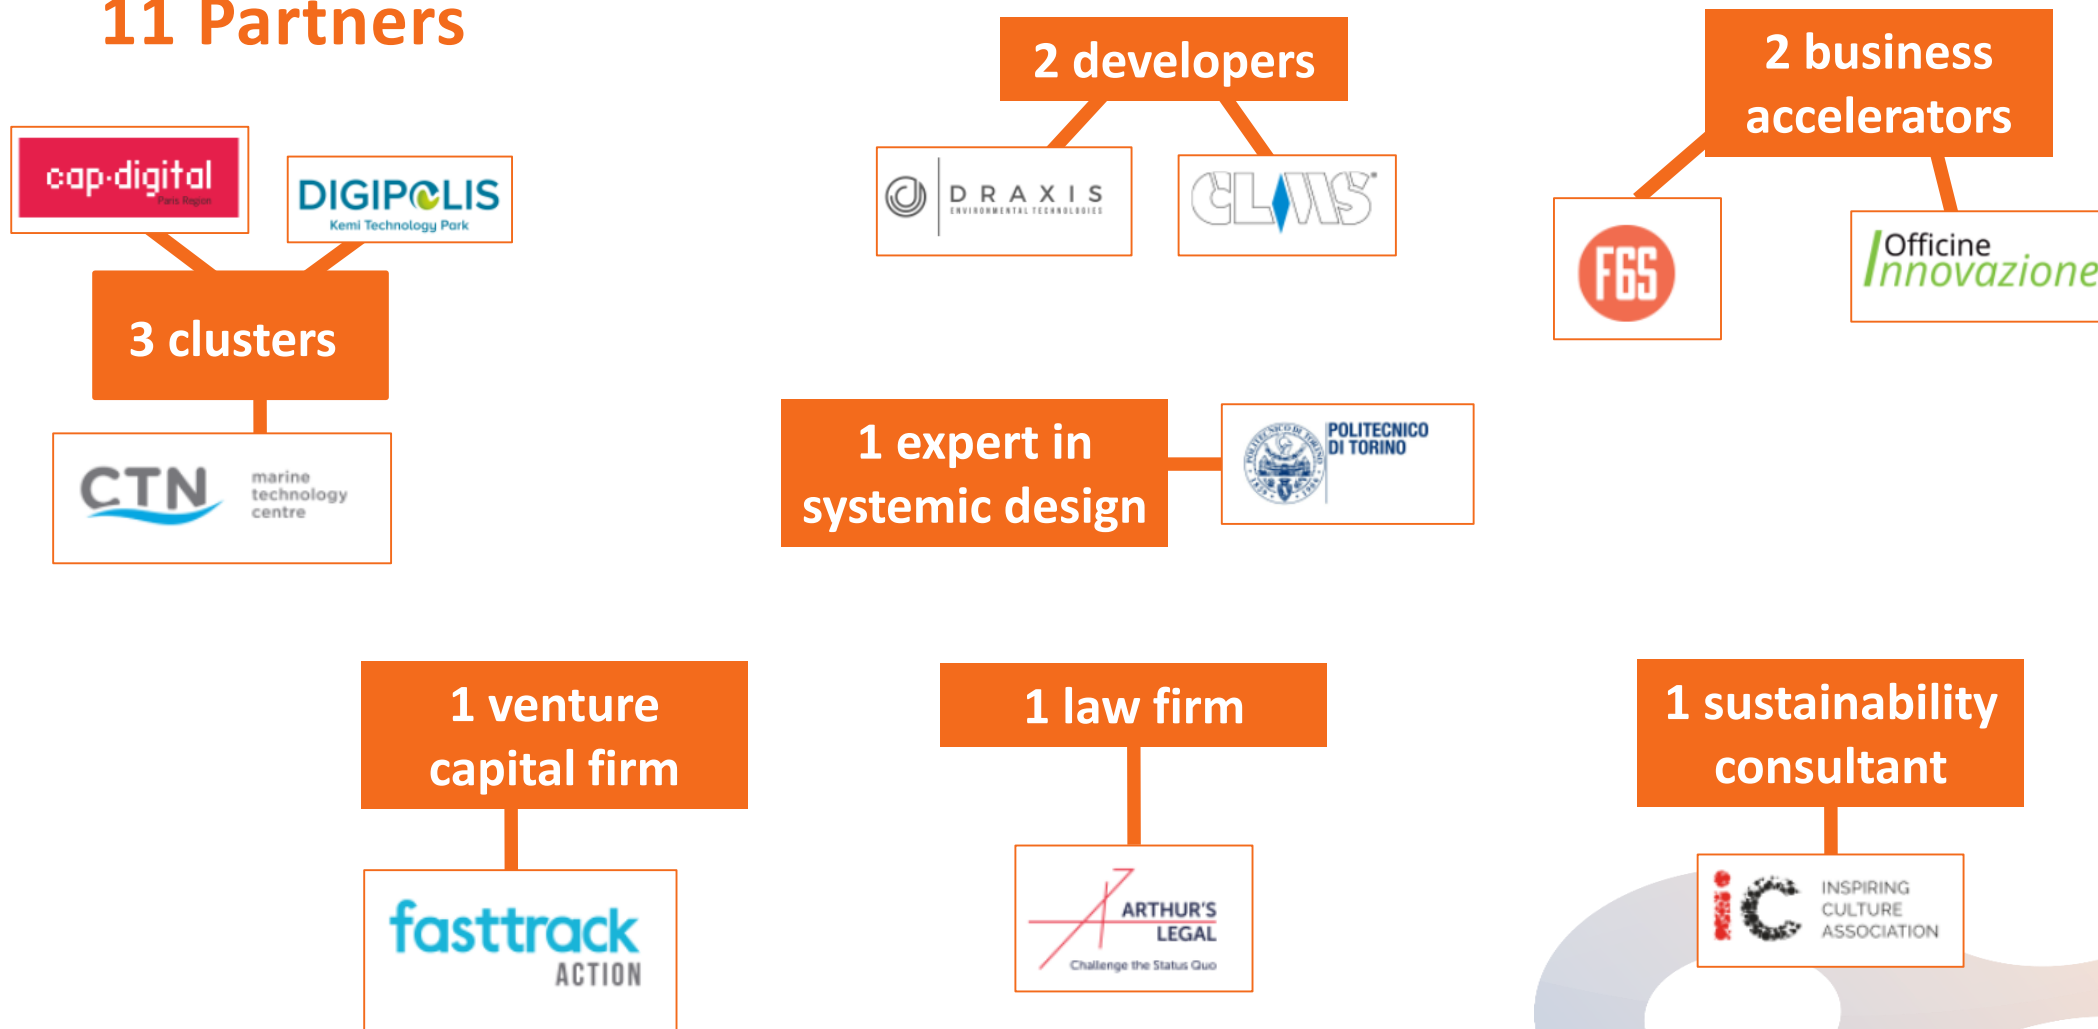 11 Partners
cap·digital
Paris Region
DIGIPOLIS
Kemi Technology Park
3 clusters
CTN
marine
technology
centre
2 developers
DRAXIS
ENVIRONMENTAL TECHNOLOGIES
CLMS
2 business
accelerators
F6S
Officine
Innovazione
1 expert in
systemic design
POLITECNICO
DI TORINO
1 venture
capital firm
fasttrack
ACTION
1 law firm
ARTHUR'S
LEGAL
Challenge the Status Quo
1 sustainability
consultant
iC
INSPIRING
CULTURE
ASSOCIATION